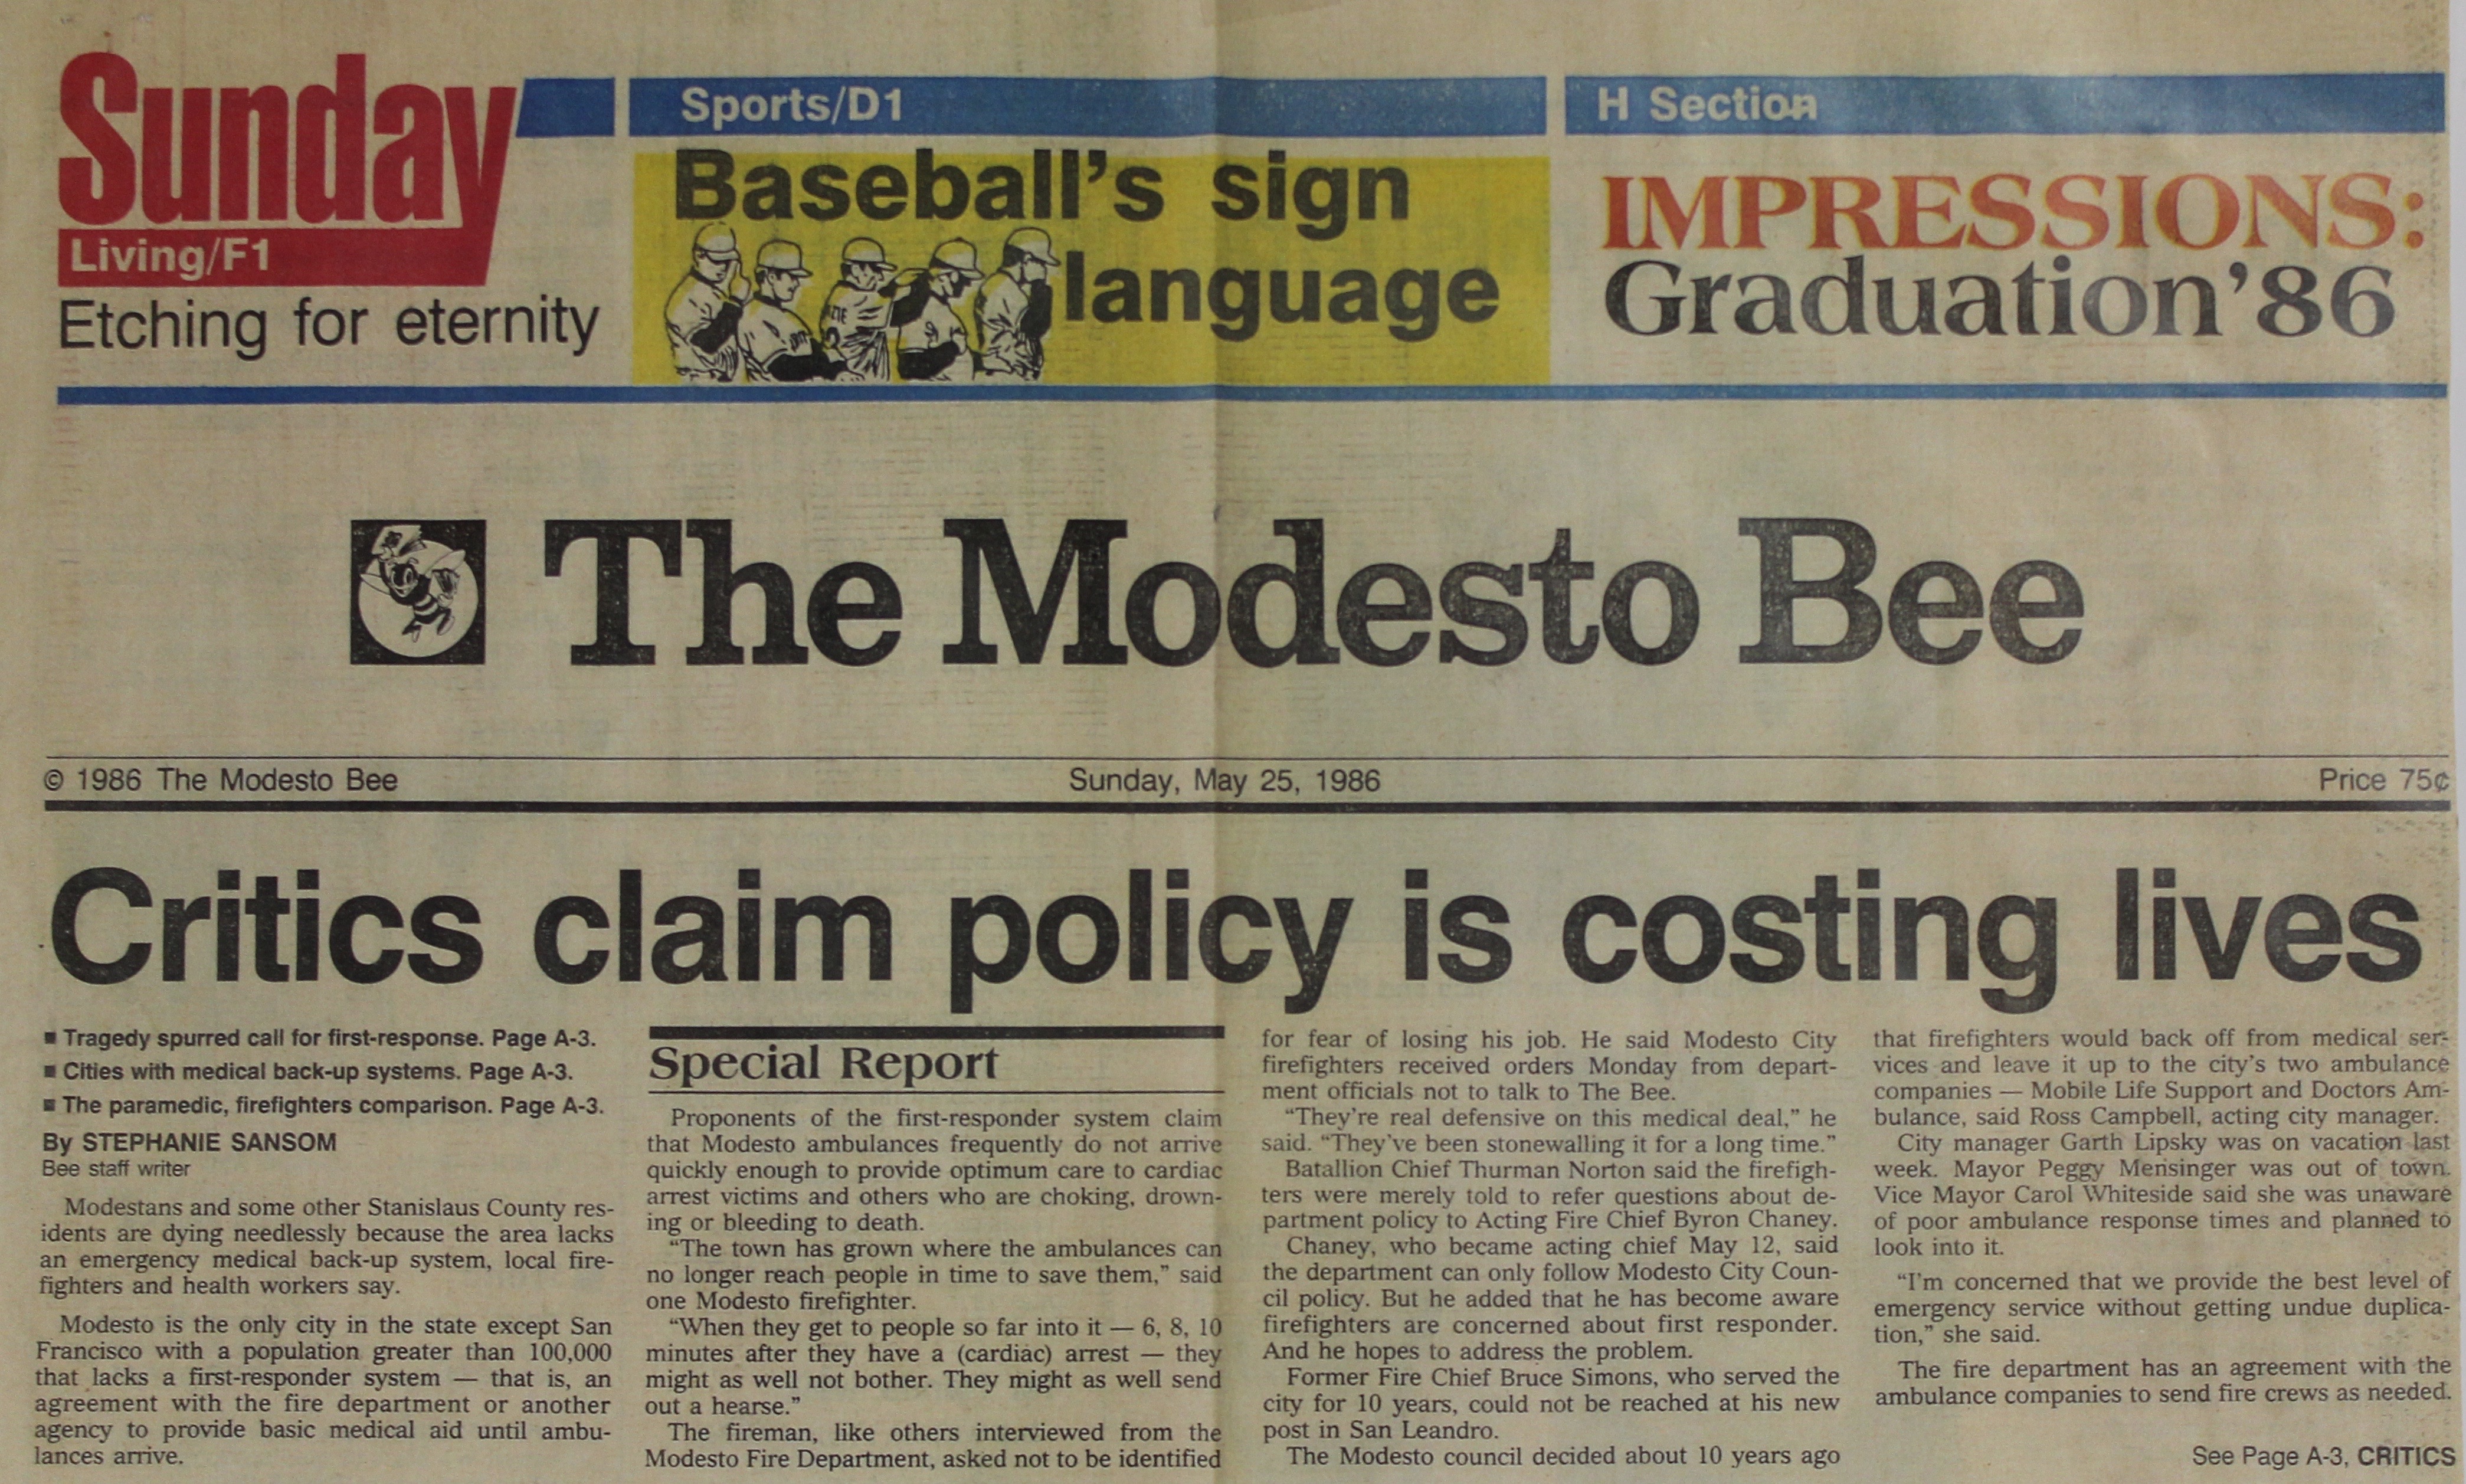 Sunday
Living/F1
Etching for eternity
Sports/D1
Baseball's sign
language
H Section
IMPRESSIONS:
Graduation'86
The Modesto Bee
© 1986 The Modesto Bee
Sunday, May 25, 1986
Price 75¢
Critics claim policy is costing lives
■ Tragedy spurred call for first-response. Page A-3.
■ Cities with medical back-up systems. Page A-3.
■ The paramedic, firefighters comparison. Page A-3.
By STEPHANIE SANSOM
Bee staff writer
Modestans and some other Stanislaus County res-
idents are dying needlessly because the area lacks
an emergency medical back-up system, local fire-
fighters and health workers say.
Modesto is the only city in the state except San
Francisco with a population greater than 100,000
that lacks a first-responder system — that is, an
agreement with the fire department or another
agency to provide basic medical aid until ambu-
lances arrive.
Special Report
Proponents of the first-responder system claim
that Modesto ambulances frequently do not arrive
quickly enough to provide optimum care to cardiac
arrest victims and others who are choking, drown-
ing or bleeding to death.
“The town has grown where the ambulances can
no longer reach people in time to save them,” said
one Modesto firefighter.
“When they get to people so far into it — 6, 8, 10
minutes after they have a (cardiac) arrest — they
might as well not bother. They might as well send
out a hearse.”
The fireman, like others interviewed from the
Modesto Fire Department, asked not to be identified
for fear of losing his job. He said Modesto City
firefighters received orders Monday from depart-
ment officials not to talk to The Bee.
“They’re real defensive on this medical deal,” he
said. “They’ve been stonewalling it for a long time.”
Batallion Chief Thurman Norton said the firefigh-
ters were merely told to refer questions about de-
partment policy to Acting Fire Chief Byron Chaney.
Chaney, who became acting chief May 12, said
the department can only follow Modesto City Coun-
cil policy. But he added that he has become aware
firefighters are concerned about first responder.
And he hopes to address the problem.
Former Fire Chief Bruce Simons, who served the
city for 10 years, could not be reached at his new
post in San Leandro.
The Modesto council decided about 10 years ago
that firefighters would back off from medical ser-
vices and leave it up to the city’s two ambulance
companies — Mobile Life Support and Doctors Am-
bulance, said Ross Campbell, acting city manager.
City manager Garth Lipsky was on vacation last
week. Mayor Peggy Mensinger was out of town.
Vice Mayor Carol Whiteside said she was unaware
of poor ambulance response times and planned to
look into it.
“I’m concerned that we provide the best level of
emergency service without getting undue duplica-
tion,” she said.
The fire department has an agreement with the
ambulance companies to send fire crews as needed.
See Page A-3, CRITICS